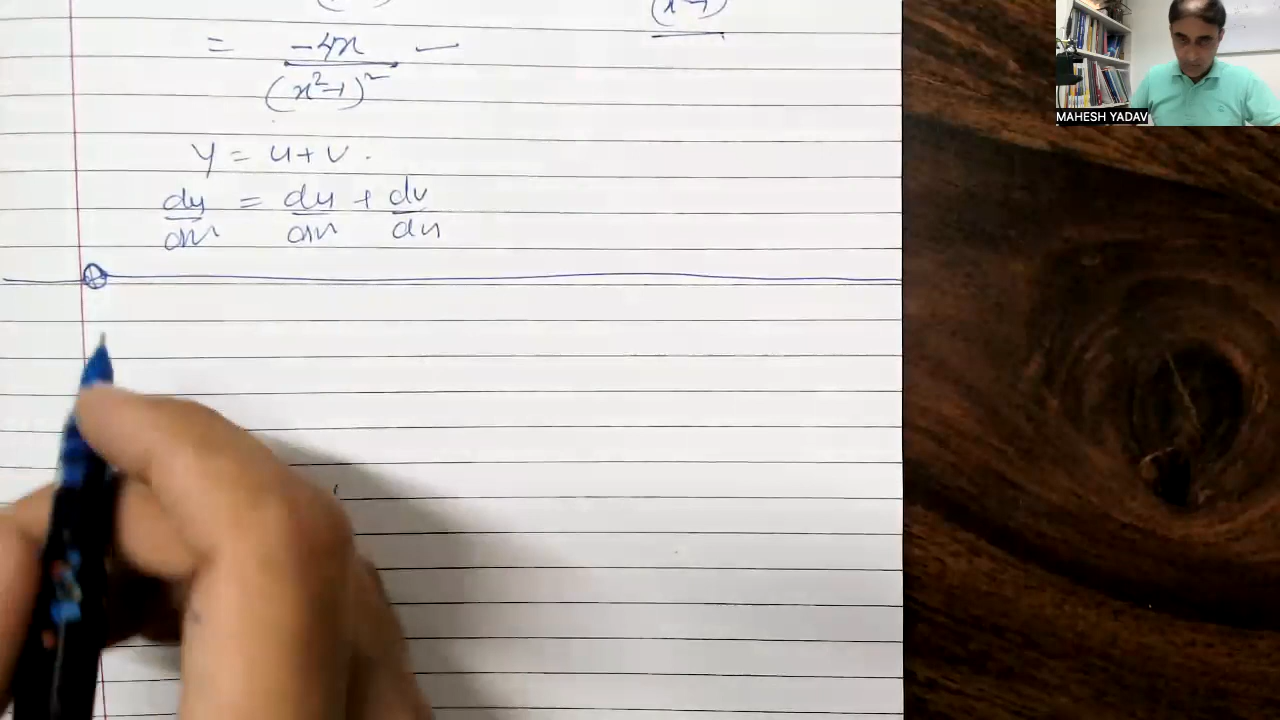 = -4x / (x²-1)²
y = u + v.
dy/dx = du/dx + dv/dx
MAHESH YADAV